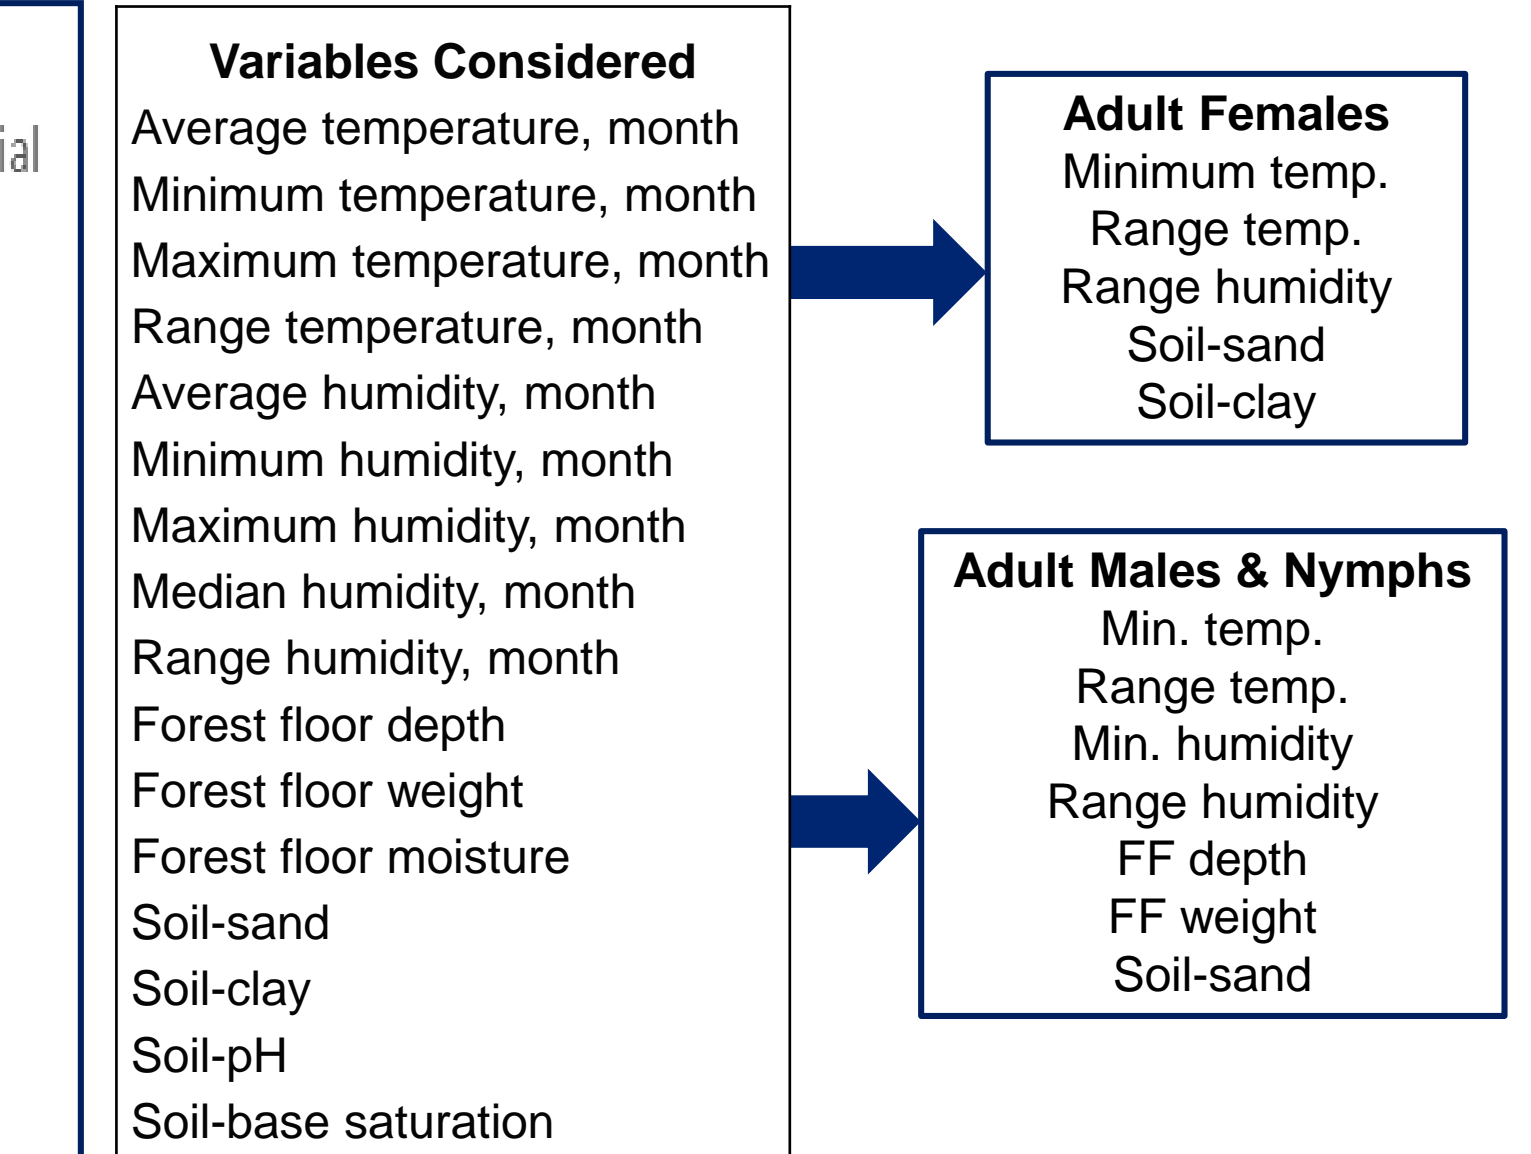 Variables Considered
Average temperature, month
Minimum temperature, month
Maximum temperature, month
Range temperature, month
Average humidity, month
Minimum humidity, month
Maximum humidity, month
Median humidity, month
Range humidity, month
Forest floor depth
Forest floor weight
Forest floor moisture
Soil-sand
Soil-clay
Soil-pH
Soil-base saturation
Adult Females
Minimum temp.
Range temp.
Range humidity
Soil-sand
Soil-clay
Adult Males & Nymphs
Min. temp.
Range temp.
Min. humidity
Range humidity
FF depth
FF weight
Soil-sand